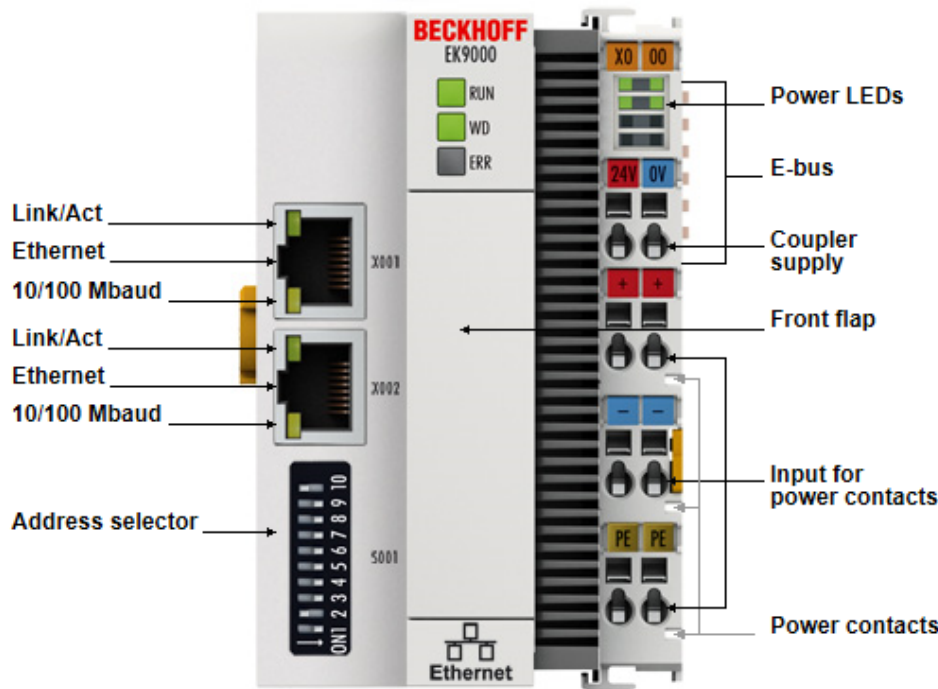 BECKHOFF
EK9000
RUN
WD
ERR
X0 00
24V 0V
+ +
- -
PE PE
Power LEDs
E-bus
Coupler
supply
Front flap
Input for
power contacts
Power contacts
Link/Act
Ethernet
10/100 Mbaud
X001
Link/Act
Ethernet
10/100 Mbaud
X002
Address selector
S001
ON1 2 3 4 5 6 7 8 9 10
Ethernet